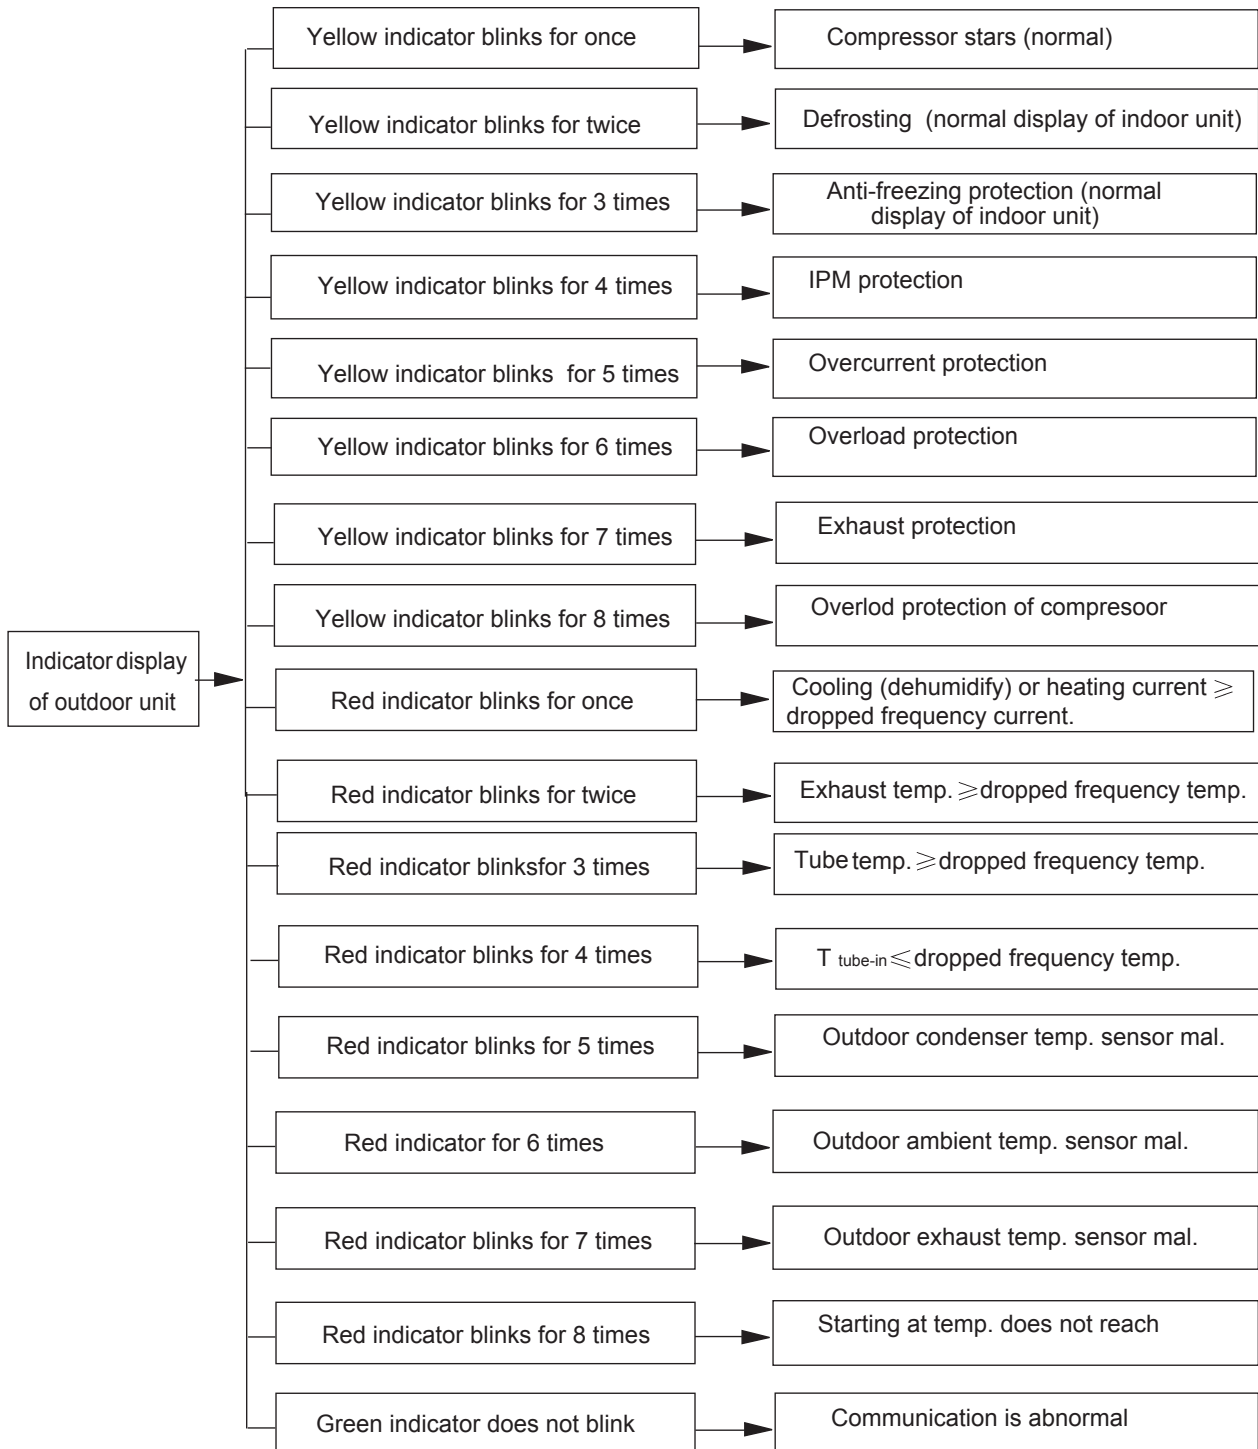 Yellow indicator blinks for once
Compressor stars (normal)
Yellow indicator blinks for twice
Defrosting (normal display of indoor unit)
Yellow indicator blinks for 3 times
Anti-freezing protection (normal
display of indoor unit)
Yellow indicator blinks for 4 times
IPM protection
Yellow indicator blinks for 5 times
Overcurrent protection
Yellow indicator blinks for 6 times
Overload protection
Yellow indicator blinks for 7 times
Exhaust protection
Yellow indicator blinks for 8 times
Overlod protection of compresoor
Indicator display
of outdoor unit
Red indicator blinks for once
Cooling (dehumidify) or heating current ≥
dropped frequency current.
Red indicator blinks for twice
Exhaust temp. ≥dropped frequency temp.
Red indicator blinksfor 3 times
Tube temp. ≥dropped frequency temp.
Red indicator blinks for 4 times
T tube-in ≤dropped frequency temp.
Red indicator blinks for 5 times
Outdoor condenser temp. sensor mal.
Red indicator for 6 times
Outdoor ambient temp. sensor mal.
Red indicator blinks for 7 times
Outdoor exhaust temp. sensor mal.
Red indicator blinks for 8 times
Starting at temp. does not reach
Green indicator does not blink
Communication is abnormal